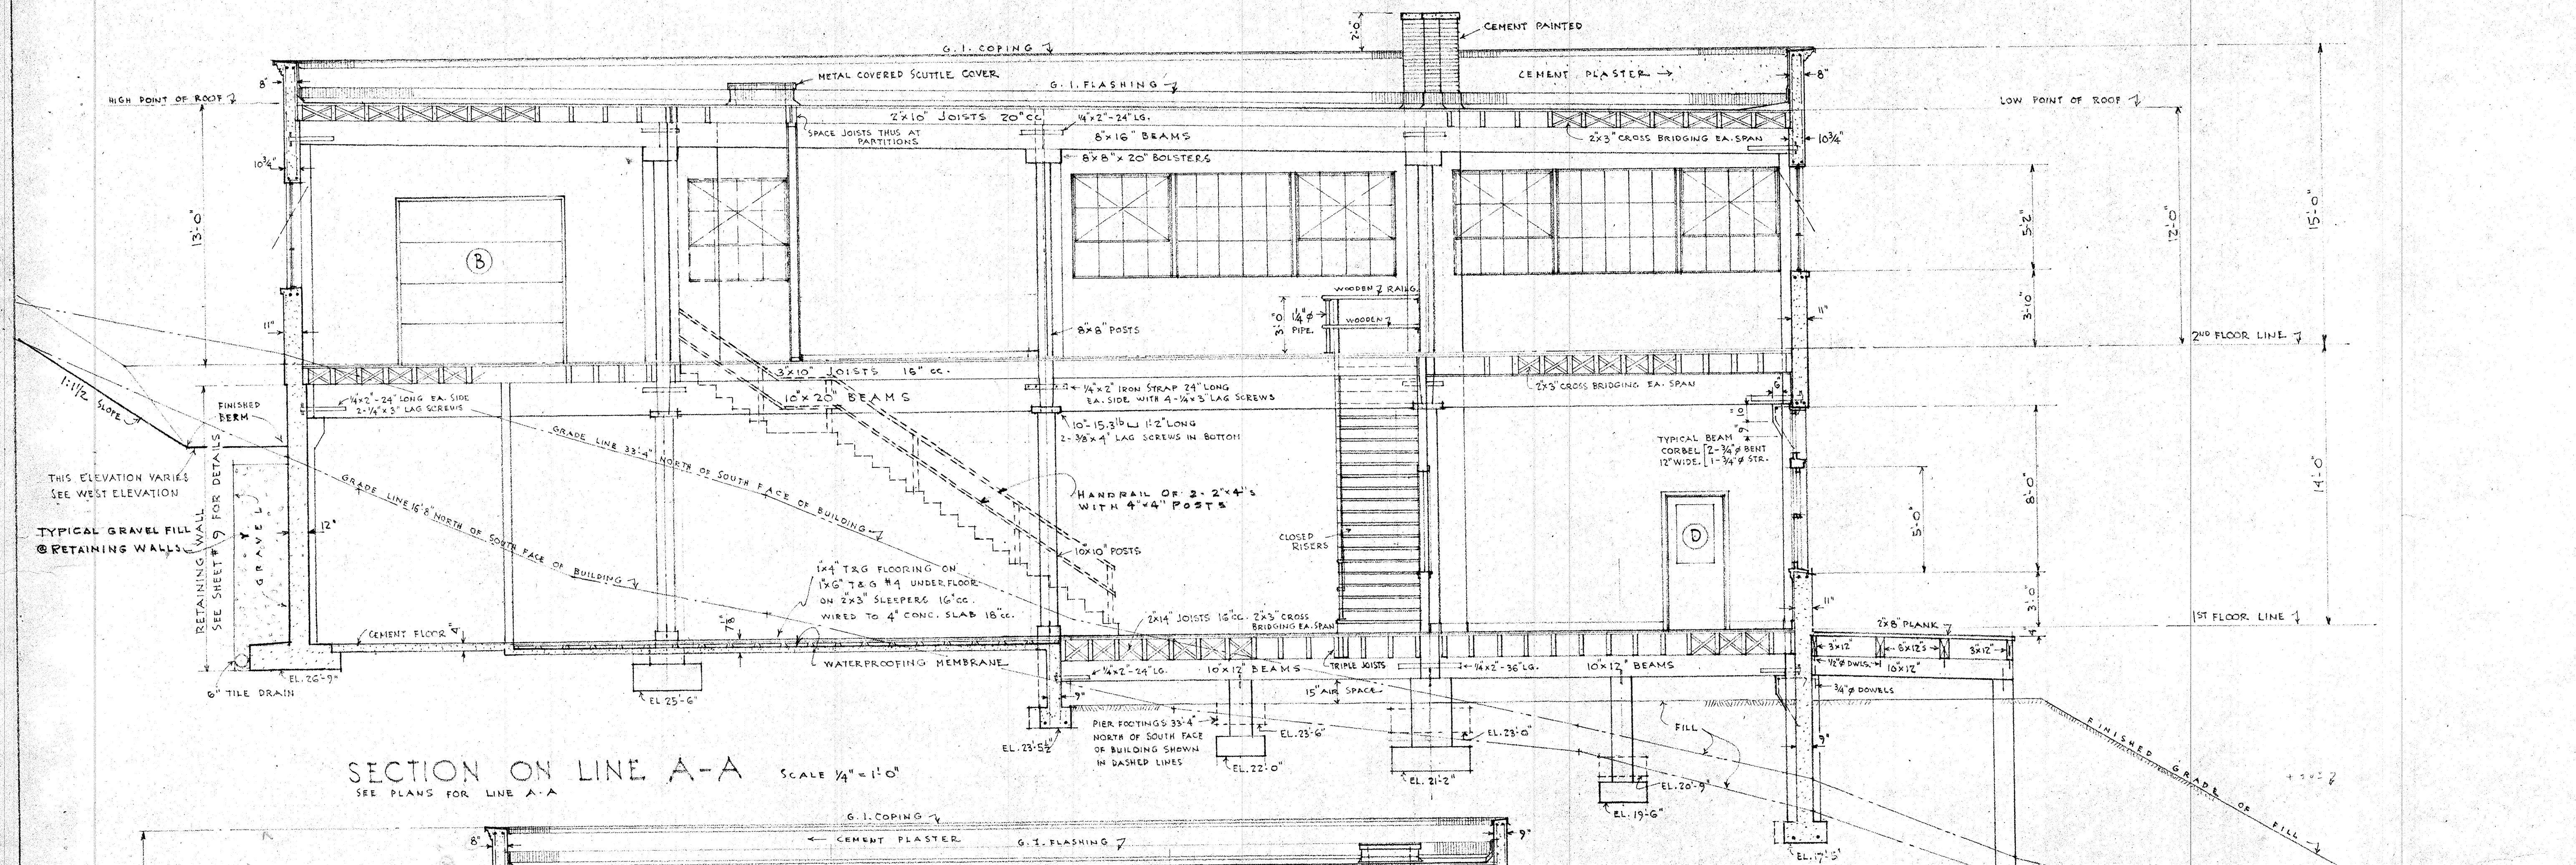 CEMENT PAINTED
2'-0"
G. I. COPING
8"
METAL COVERED SCUTTLE COVER
CEMENT PLASTER
8"
HIGH POINT OF ROOF
G. I. FLASHING
LOW POINT OF ROOF
2"x10" JOISTS 20"CC
¼"x2"-24"LG.
SPACE JOISTS THUS AT
PARTITIONS
8"x16" BEAMS
2"x3" CROSS BRIDGING EA. SPAN
10¾"
10¾"
8"x8"x20" BOLSTERS
13'-0"
B
5'-2"
12'-0"
15'-0"
WOODEN RAIL'G.
3'-0"
1¼"ø
PIPE.
WOODEN
3'-10"
11"
8"x8" POSTS
11"
2ND FLOOR LINE
3"x10" JOISTS 16" CC.
1:1½ SLOPE
FINISHED
BERM
¼"x2"-24" LONG EA. SIDE
2-¼"x3" LAG SCREWS
10"x20" BEAMS
¼"x2" IRON STRAP 24" LONG
EA. SIDE WITH 4-¼"x3" LAG SCREWS
2"x3" CROSS BRIDGING EA. SPAN
6"
10"
9"
10"-15.3lb ⊔ 1'-2" LONG
2-3/8"x4" LAG SCREWS IN BOTTOM
GRADE LINE 33'-4" NORTH OF SOUTH FACE OF BUILDING
TYPICAL BEAM
CORBEL 2-¾"ø BENT
12" WIDE. 1-¾"ø STR.
THIS ELEVATION VARIES
SEE WEST ELEVATION
GRADE LINE 16'-8" NORTH OF SOUTH FACE OF BUILDING
HANDRAIL OF 2-2"x4"s
WITH 4"x4" POSTS
8'-0"
14'-0"
TYPICAL GRAVEL FILL
@ RETAINING WALLS
RETAINING WALL
SEE SHEET #9 FOR DETAILS
GRAVEL
12"
CLOSED
RISERS
D
5'-0"
10"x10" POSTS
1"x4" T&G FLOORING ON
1"x6" T&G #4 UNDERFLOOR
ON 2"x3" SLEEPERS 16"CC.
WIRED TO 4" CONC. SLAB 18"CC.
11"
3'-0"
2"x14" JOISTS 16"CC. 2"x3" CROSS
BRIDGING EA. SPAN
1ST FLOOR LINE
2"x8" PLANK
CEMENT FLOOR
4"
4"
WATERPROOFING MEMBRANE
3"x12"
6"x12"s
3"x12"
½"ø DWLS.
10"x12"
¼"x2"-24" LG.
10"x12" BEAMS
TRIPLE JOISTS
¼"x2"-36" LG.
10"x12" BEAMS
EL. 26'-9"
6" TILE DRAIN
EL 25'-6"
9"
15" AIR SPACE
¾"ø DOWELS
PIER FOOTINGS 33'-4"
NORTH OF SOUTH FACE
OF BUILDING SHOWN
IN DASHED LINES
EL. 23'-5½"
EL. 23'-6"
EL. 23'-0"
FILL
9"
FINISHED GRADE OF FILL
EL. 22'-0"
EL. 21'-2"
EL. 20'-9"
EL. 19'-6"
EL. 17'-5"
SECTION ON LINE A-A SCALE ¼" = 1'-0"
SEE PLANS FOR LINE A-A
G. I. COPING
8"
CEMENT PLASTER
G. I. FLASHING
9"